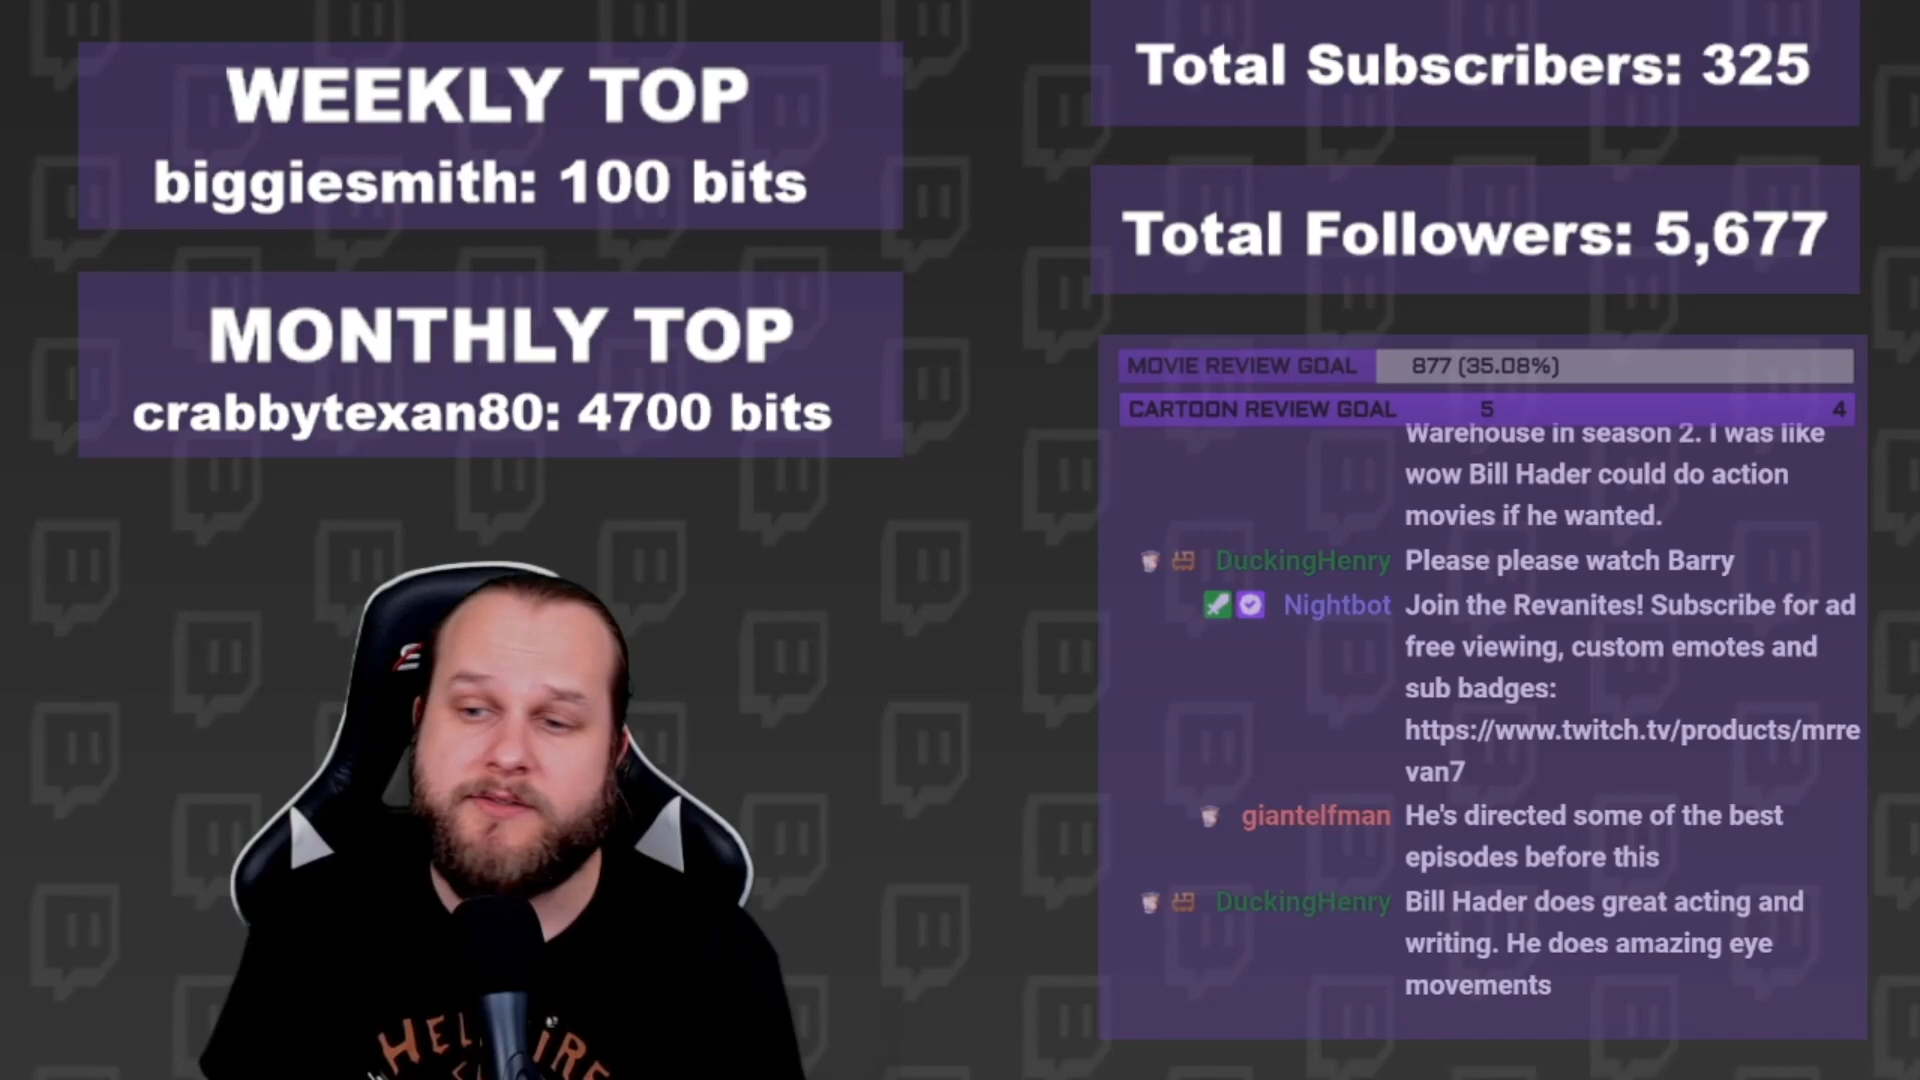 WEEKLY TOP
biggiesmith: 100 bits
MONTHLY TOP
crabbytexan80: 4700 bits
Total Subscribers: 325
Total Followers: 5,677
MOVIE REVIEW GOAL 877 (35.08%)
CARTOON REVIEW GOAL 5 4
Warehouse in season 2. I was like
wow Bill Hader could do action
movies if he wanted.
DuckingHenry Please please watch Barry
Nightbot Join the Revanites! Subscribe for ad
free viewing, custom emotes and
sub badges:
https://www.twitch.tv/products/mrre
van7
giantelfman He's directed some of the best
episodes before this
DuckingHenry Bill Hader does great acting and
writing. He does amazing eye
movements